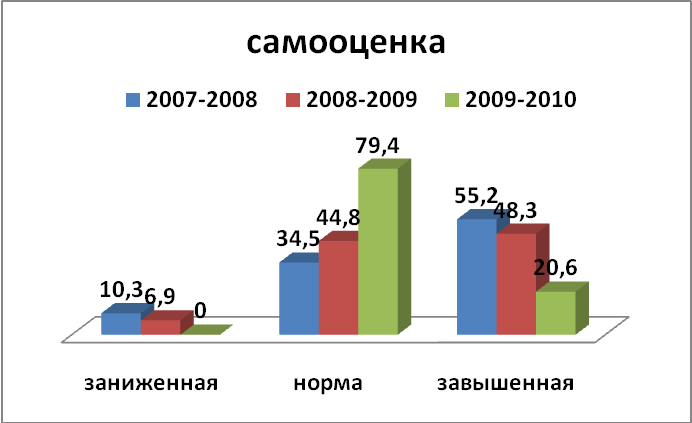 самооценка
2007-2008 2008-2009 2009-2010
10,3 6,9 0
34,5 44,8 79,4
55,2 48,3 20,6
заниженная норма завышенная